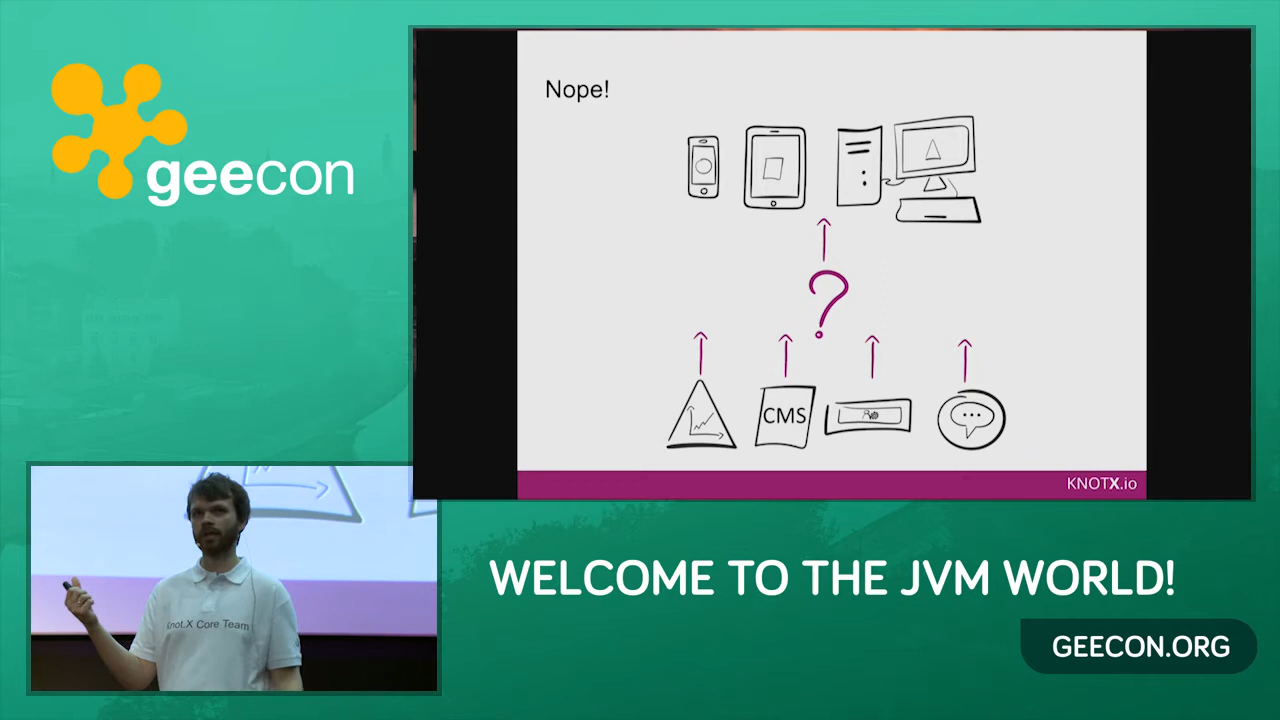 geecon
Nope!
CMS
KNOTX.io
Knot.X Core Team
WELCOME TO THE JVM WORLD!
GEECON.ORG